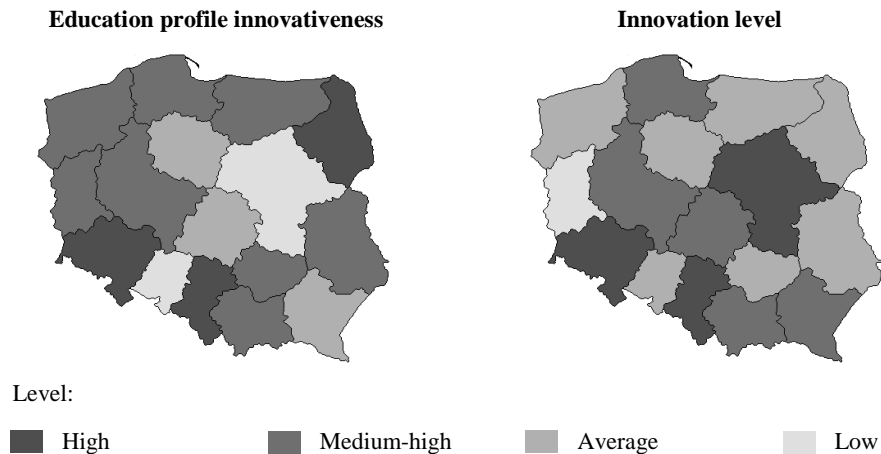 Education profile innovativeness
Innovation level
Level:
High
Medium-high
Average
Low